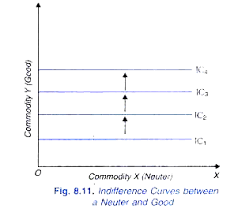 Commodity Y (Good)
IC₄
IC₃
IC₂
IC₁
O
Commodity X (Neuter)
X
Fig. 8.11. Indifference Curves between
a Neuter and Good